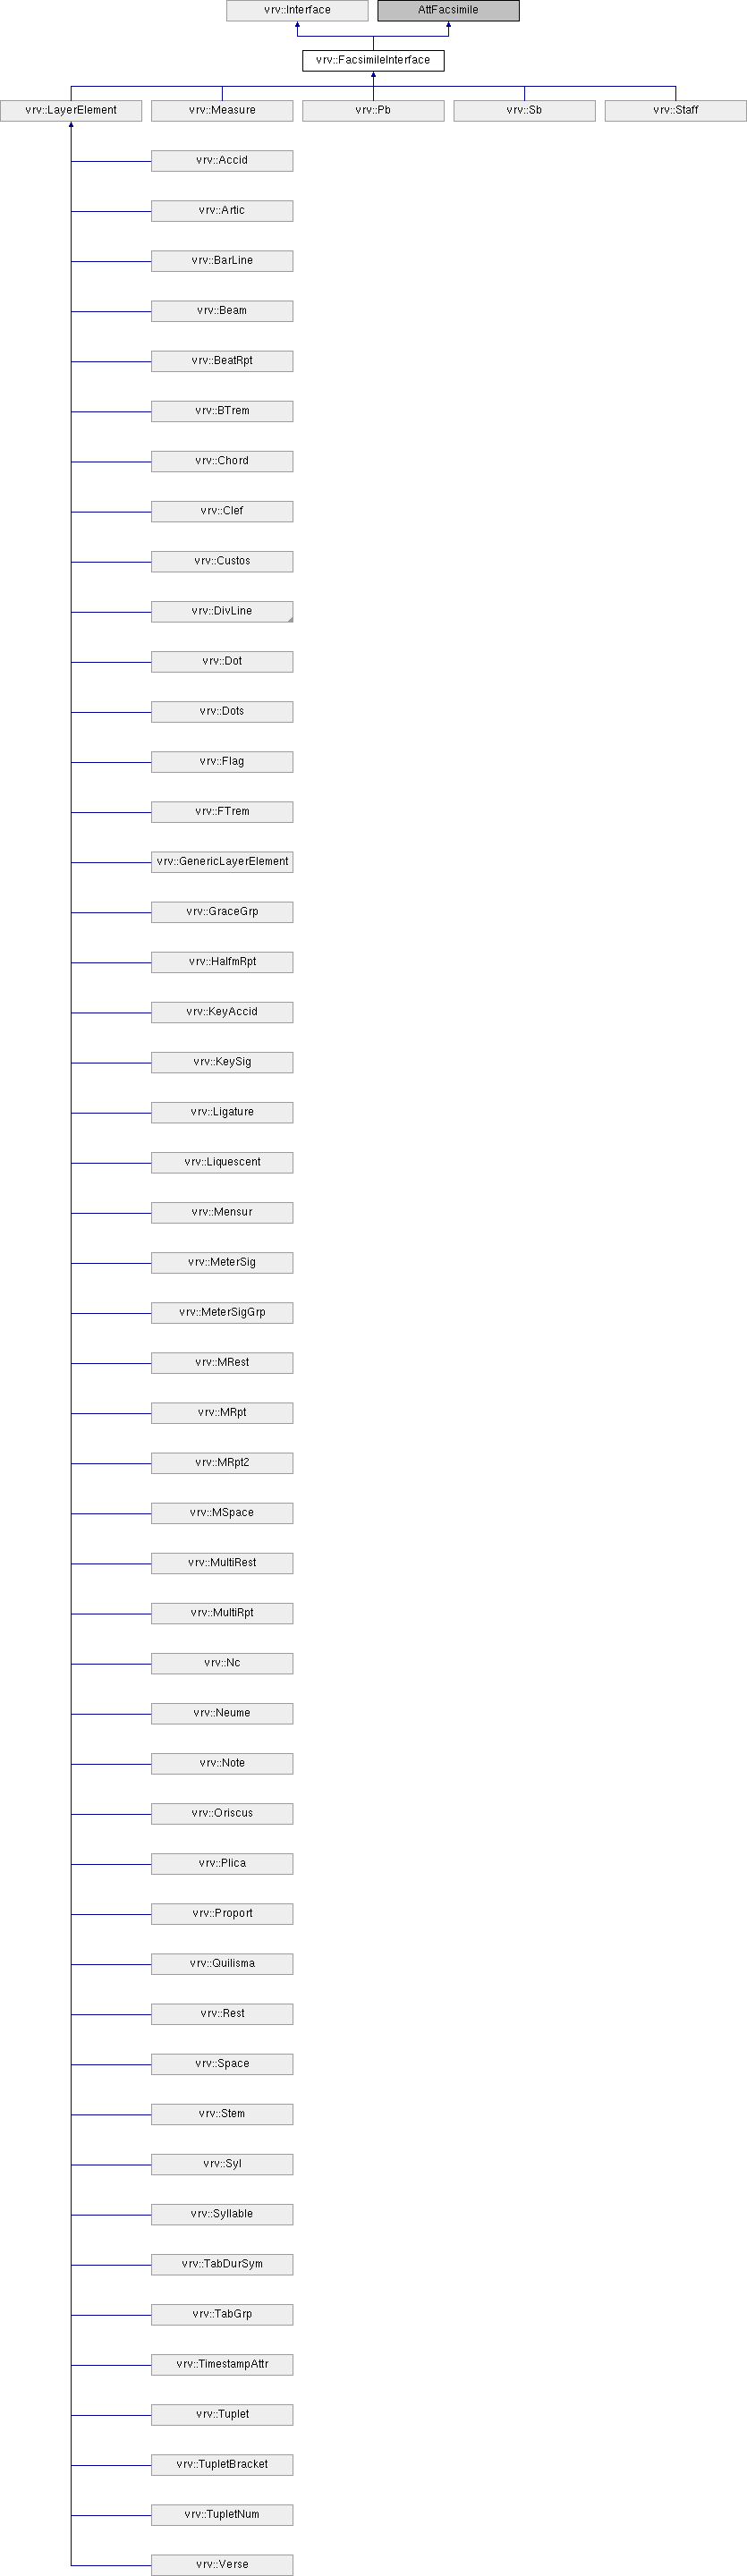 vrv::Interface
AttFacsimile
vrv::FacsimileInterface
vrv::LayerElement
vrv::Measure
vrv::Pb
vrv::Sb
vrv::Staff
vrv::Accid
vrv::Artic
vrv::BarLine
vrv::Beam
vrv::BeatRpt
vrv::BTrem
vrv::Chord
vrv::Clef
vrv::Custos
vrv::DivLine
vrv::Dot
vrv::Dots
vrv::Flag
vrv::FTrem
vrv::GenericLayerElement
vrv::GraceGrp
vrv::HalfmRpt
vrv::KeyAccid
vrv::KeySig
vrv::Ligature
vrv::Liquescent
vrv::Mensur
vrv::MeterSig
vrv::MeterSigGrp
vrv::MRest
vrv::MRpt
vrv::MRpt2
vrv::MSpace
vrv::MultiRest
vrv::MultiRpt
vrv::Nc
vrv::Neume
vrv::Note
vrv::Oriscus
vrv::Plica
vrv::Proport
vrv::Quilisma
vrv::Rest
vrv::Space
vrv::Stem
vrv::Syl
vrv::Syllable
vrv::TabDurSym
vrv::TabGrp
vrv::TimestampAttr
vrv::Tuplet
vrv::TupletBracket
vrv::TupletNum
vrv::Verse